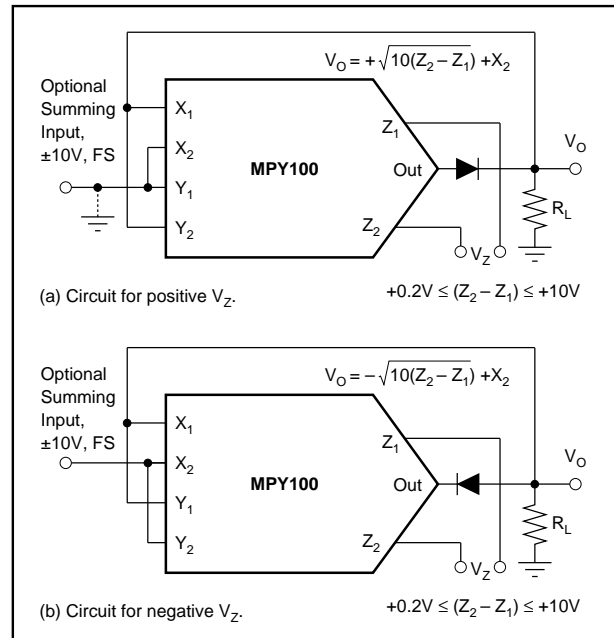 V_O = +√10(Z_2 – Z_1) +X_2
Optional
Summing
Input,
±10V, FS
X_1
X_2
Y_1
Y_2
MPY100
Z_1
Out
Z_2
V_O
R_L
V_Z
(a) Circuit for positive V_Z.
+0.2V ≤ (Z_2 – Z_1) ≤ +10V
V_O = –√10(Z_2 – Z_1) +X_2
Optional
Summing
Input,
±10V, FS
X_1
X_2
Y_1
Y_2
MPY100
Z_1
Out
Z_2
V_O
R_L
V_Z
(b) Circuit for negative V_Z.
+0.2V ≤ (Z_2 – Z_1) ≤ +10V